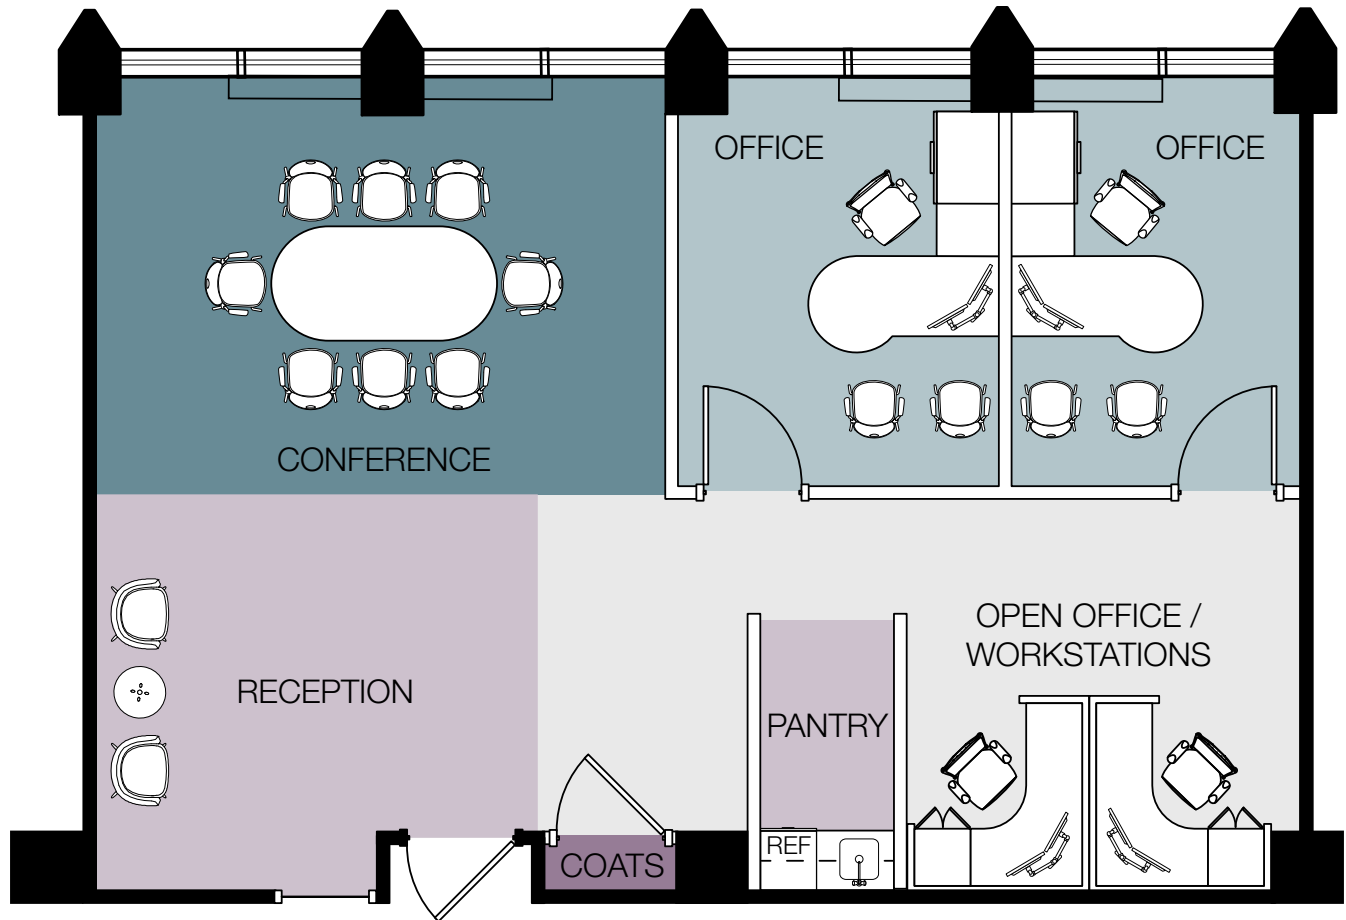 OFFICE
OFFICE
CONFERENCE
OPEN OFFICE /
WORKSTATIONS
RECEPTION
PANTRY
REF
COATS